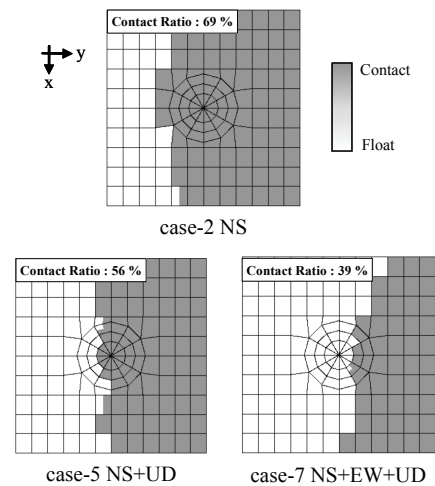 Contact Ratio : 69 %
y
x
Contact
Float
case-2 NS
Contact Ratio : 56 %
Contact Ratio : 39 %
case-5 NS+UD
case-7 NS+EW+UD